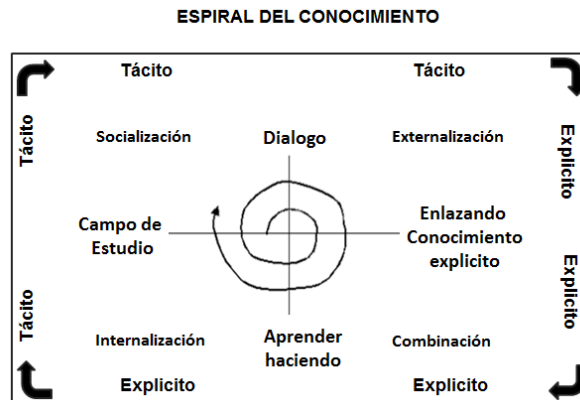 ESPIRAL DEL CONOCIMIENTO
Tácito
Tácito
Tácito
Socialización
Dialogo
Externalización
Explicito
Campo de
Estudio
Enlazando
Conocimiento
explicito
Tácito
Internalización
Aprender
haciendo
Combinación
Explicito
Explicito
Explicito